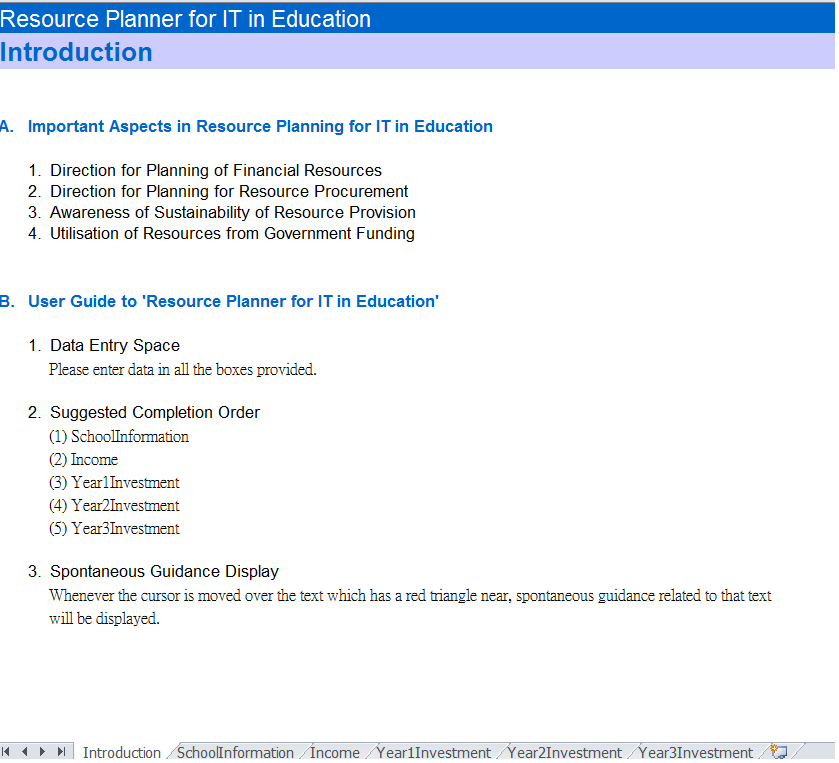 Resource Planner for IT in Education
Introduction
A. Important Aspects in Resource Planning for IT in Education
1. Direction for Planning of Financial Resources
2. Direction for Planning for Resource Procurement
3. Awareness of Sustainability of Resource Provision
4. Utilisation of Resources from Government Funding
B. User Guide to 'Resource Planner for IT in Education'
1. Data Entry Space
Please enter data in all the boxes provided.
2. Suggested Completion Order
(1) SchoolInformation
(2) Income
(3) Year1Investment
(4) Year2Investment
(5) Year3Investment
3. Spontaneous Guidance Display
Whenever the cursor is moved over the text which has a red triangle near, spontaneous guidance related to that text
will be displayed.
Introduction SchoolInformation Income Year1Investment Year2Investment Year3Investment